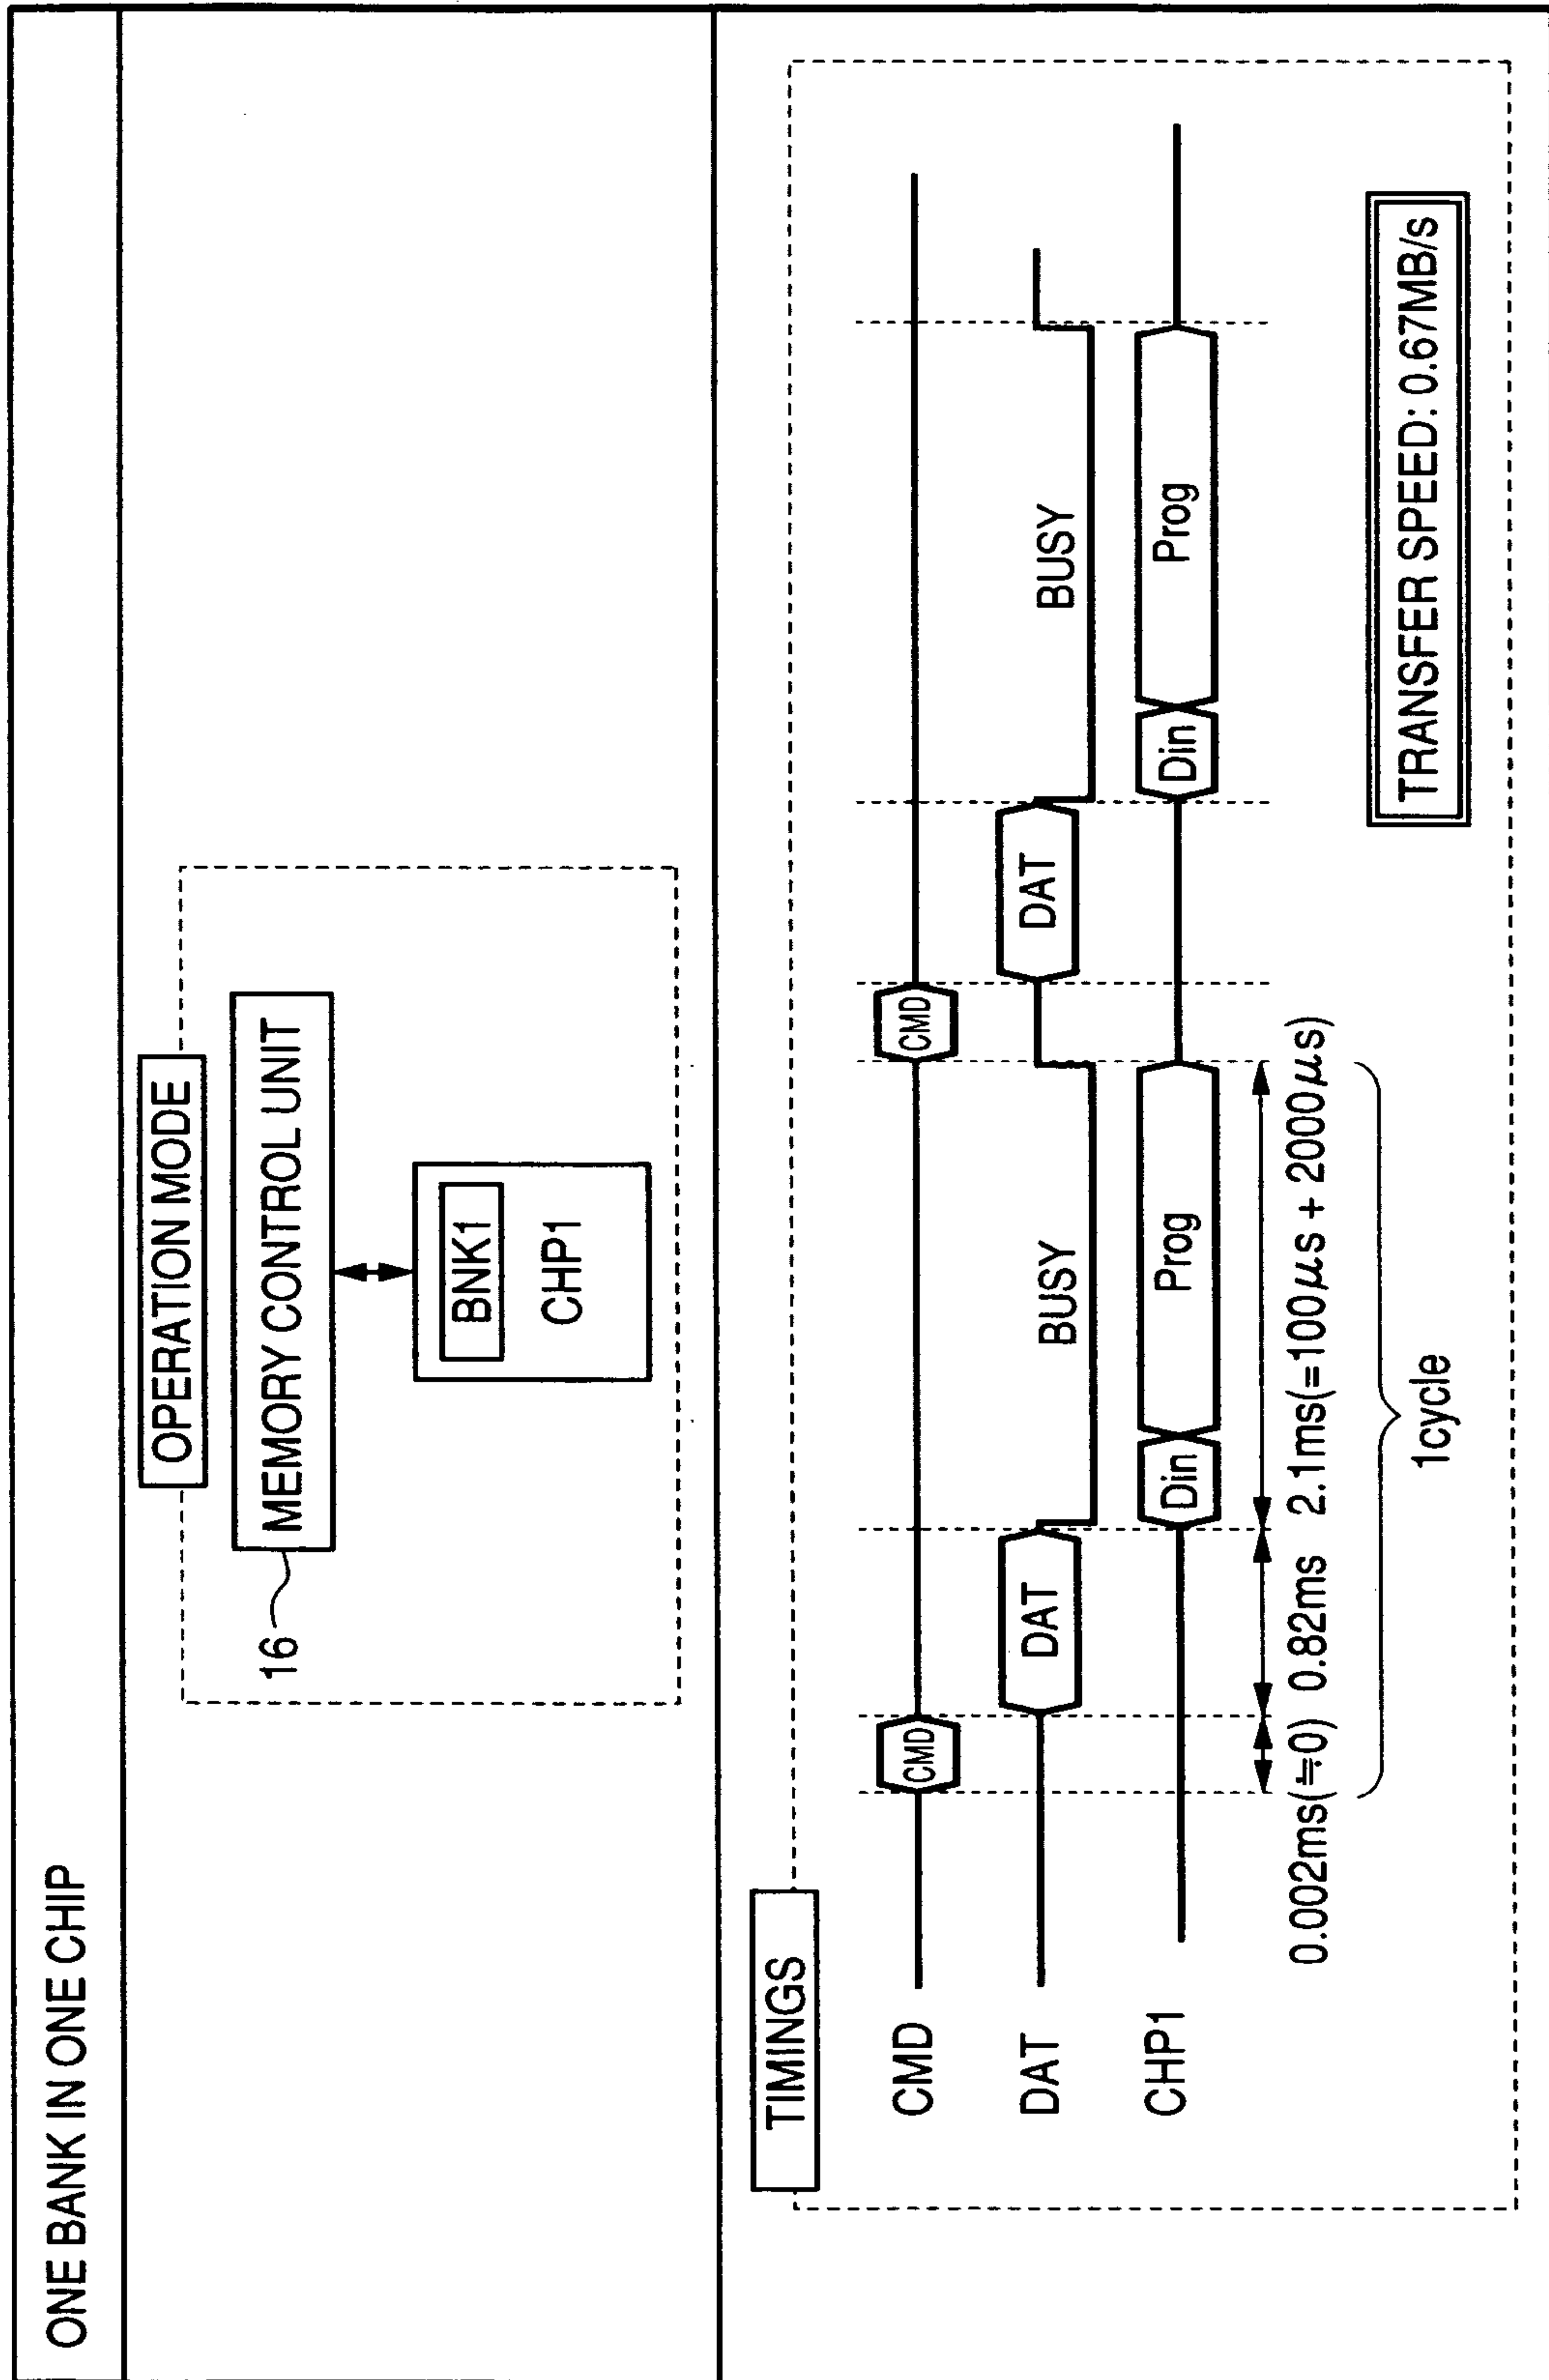 ONE BANK IN ONE CHIP
OPERATION MODE
16
MEMORY CONTROL UNIT
BNK1
CHP1
TIMINGS
CMD
CMD
CMD
DAT
DAT
BUSY
DAT
BUSY
CHP1
Din
Prog
Din
Prog
0.002ms(≒0) 0.82ms 2.1ms(=100μs + 2000μs)
1cycle
TRANSFER SPEED: 0.67MB/s